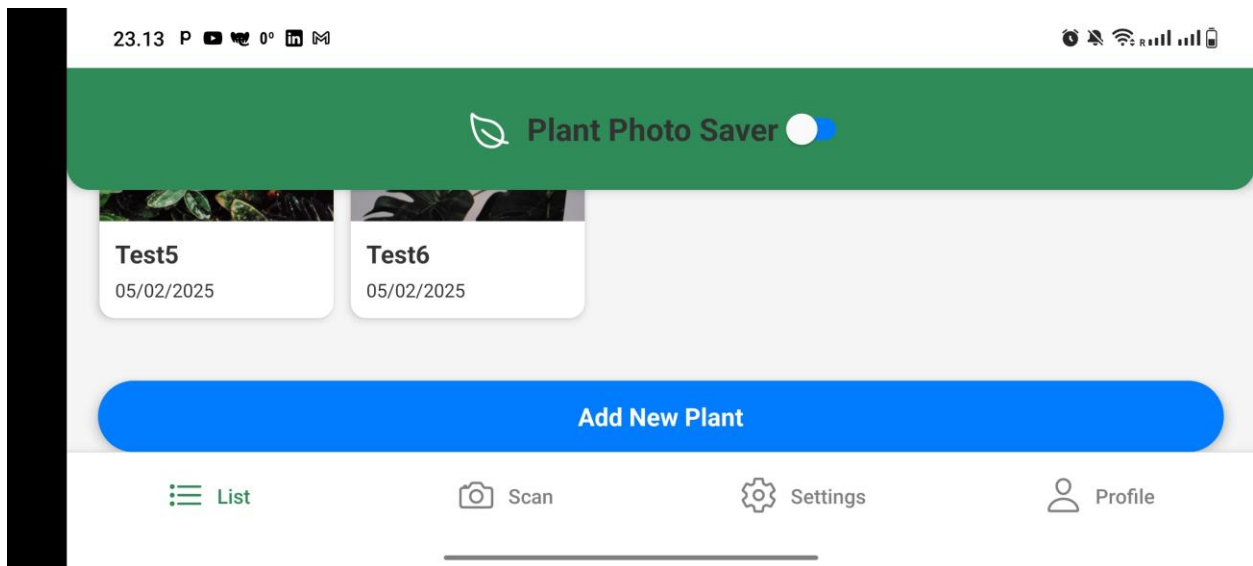 23.13 P 0° in M R
Plant Photo Saver
Test5 Test6
05/02/2025 05/02/2025
Add New Plant
List Scan Settings Profile